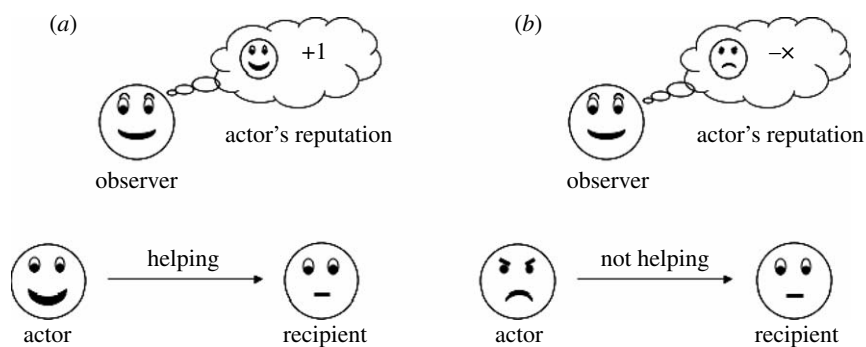 (a)
+1
actor's reputation
observer
helping
actor
recipient
(b)
–×
actor's reputation
observer
not helping
actor
recipient